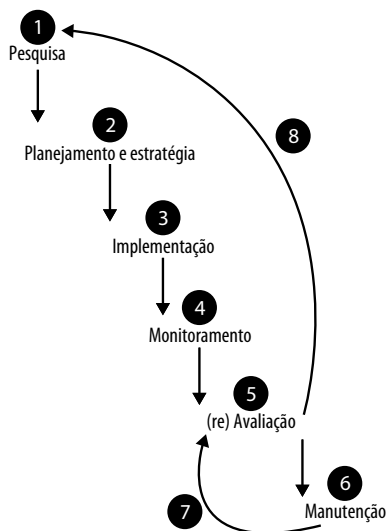 1
Pesquisa
2
Planejamento e estratégia
3
Implementação
4
Monitoramento
5
(re) Avaliação
6
Manutenção
7
8